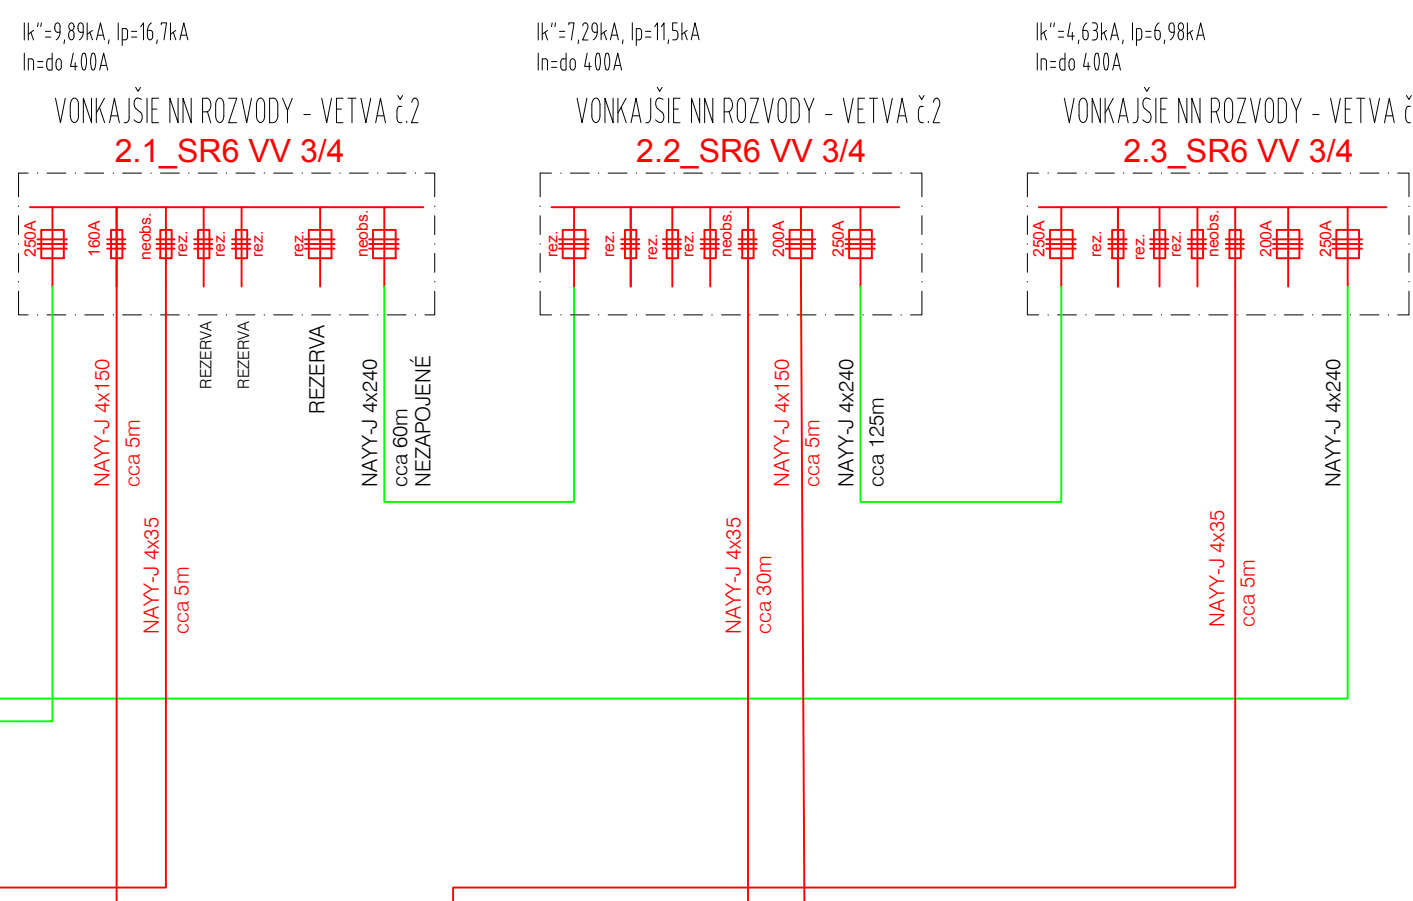 Ik"=9,89kA, Ip=16,7kA
In=do 400A
VONKAJŠIE NN ROZVODY - VETVA č.2
2.1_SR6 VV 3/4
250A
160A
neobs.
rez.
rez.
rez.
rez.
neobs.
REZERVA
REZERVA
REZERVA
NAYY-J 4x150
cca 5m
NAYY-J 4x35
cca 5m
NAYY-J 4x240
cca 60m
NEZAPOJENÉ
Ik"=7,29kA, Ip=11,5kA
In=do 400A
VONKAJŠIE NN ROZVODY - VETVA č.2
2.2_SR6 VV 3/4
rez.
rez.
rez.
rez.
neobs.
200A
250A
NAYY-J 4x35
cca 30m
NAYY-J 4x150
cca 5m
NAYY-J 4x240
cca 125m
Ik"=4,63kA, Ip=6,98kA
In=do 400A
VONKAJŠIE NN ROZVODY - VETVA č
2.3_SR6 VV 3/4
250A
rez.
rez.
rez.
neobs.
200A
250A
NAYY-J 4x35
cca 5m
NAYY-J 4x240